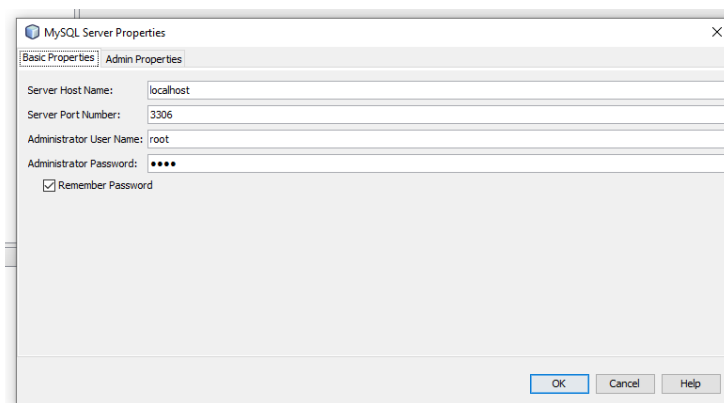 MySQL Server Properties
Basic Properties Admin Properties
Server Host Name: localhost
Server Port Number: 3306
Administrator User Name: root
Administrator Password: ••••
Remember Password
OK Cancel Help